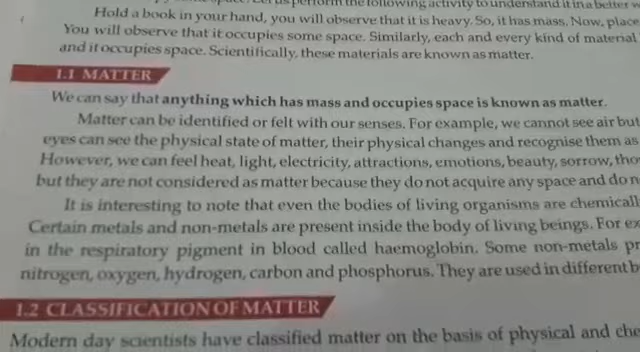 the following activity to understand it in a better
Hold a book in your hand, you will observe that it is heavy. So, it has mass. Now, place
You will observe that it occupies some space. Similarly, each and every kind of material
and it occupies space. Scientifically, these materials are known as matter.
1.1 MATTER
We can say that anything which has mass and occupies space is known as matter.
Matter can be identified or felt with our senses. For example, we cannot see air but
eyes can see the physical state of matter, their physical changes and recognise them as
However, we can feel heat, light, electricity, attractions, emotions, beauty, sorrow,
but they are not considered as matter because they do not acquire any space and do
It is interesting to note that even the bodies of living organisms are
Certain metals and non-metals are present inside the body of living beings. For
in the respiratory pigment in blood called haemoglobin. Some non-metals
nitrogen, oxygen, hydrogen, carbon and phosphorus. They are used in different
1.2 CLASSIFICATION OF MATTER
Modern day scientists have classified matter on the basis of physical and